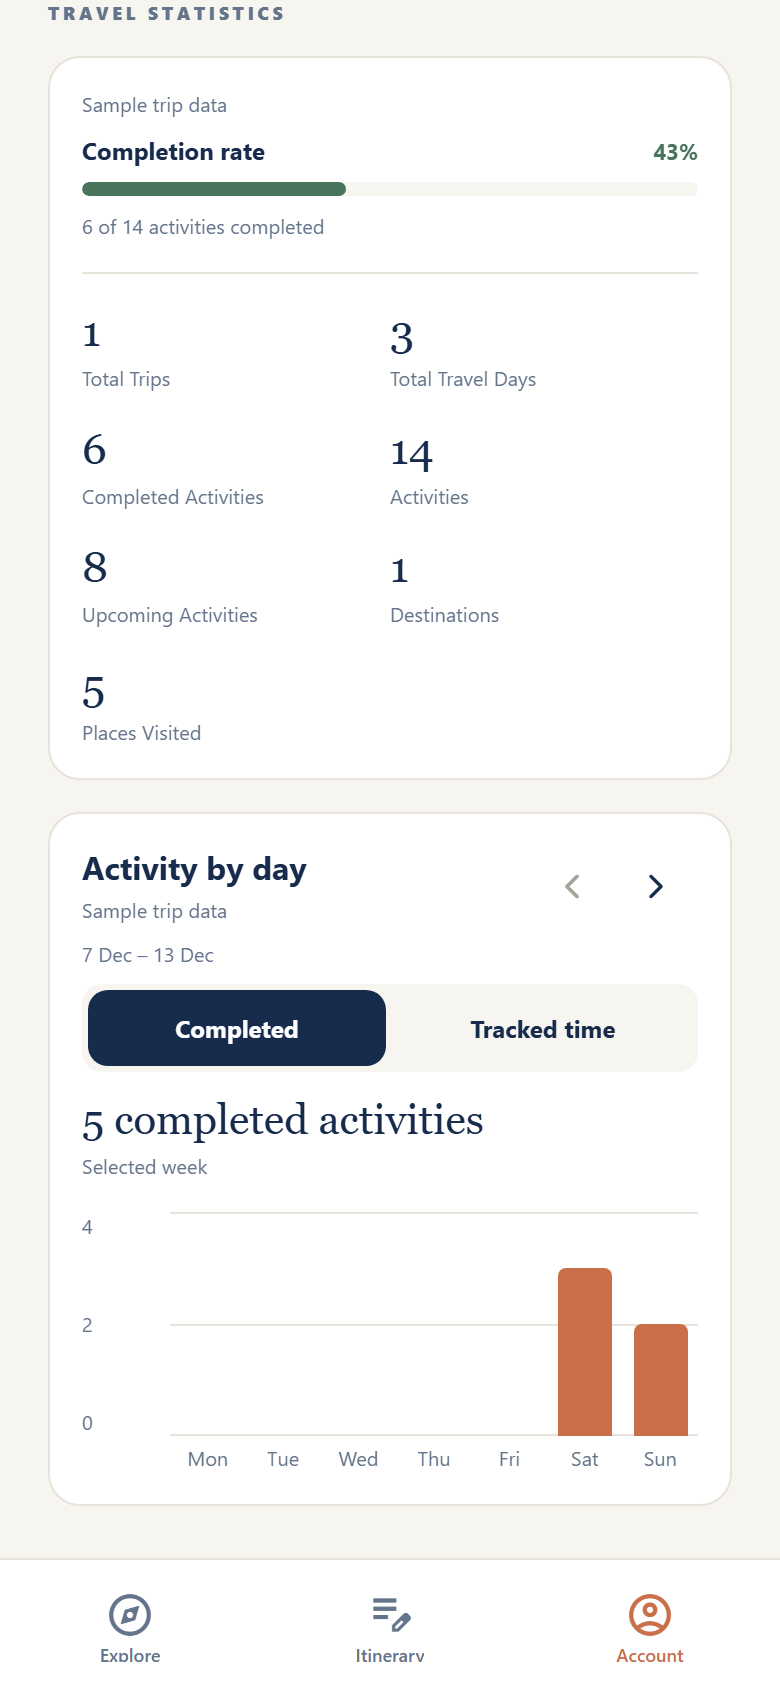 TRAVEL STATISTICS
Sample trip data
Completion rate 43%
6 of 14 activities completed
1 3
Total Trips Total Travel Days
6 14
Completed Activities Activities
8 1
Upcoming Activities Destinations
5
Places Visited
Activity by day
Sample trip data
7 Dec – 13 Dec
Completed Tracked time
5 completed activities
Selected week
4
2
0
Mon Tue Wed Thu Fri Sat Sun
Explore Itinerary Account